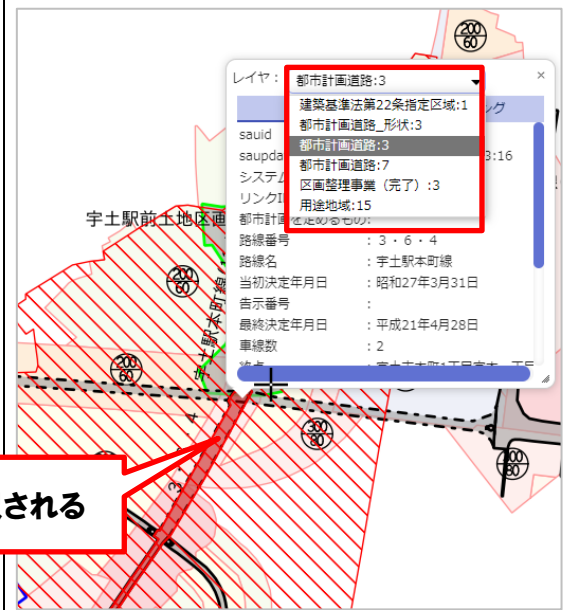 200
60
レイヤ： 都市計画道路:3 ×
建築基準法第22条指定区域:1
都市計画道路_形状:3
都市計画道路:3
都市計画道路:7
区画整理事業（完了）:3
用途地域:15
sauid
saupda 3:16
システム
リンクI
都市計画を定めるもの:
路線番号 : 3・6・4
路線名 : 宇土駅本町線
当初決定年月日 : 昭和27年3月31日
告示番号 :
最終決定年月日 : 平成21年4月28日
車線数 : 2
宇土駅前土地区画
宇土駅本町線
200
60
200
60
300
80
80
される